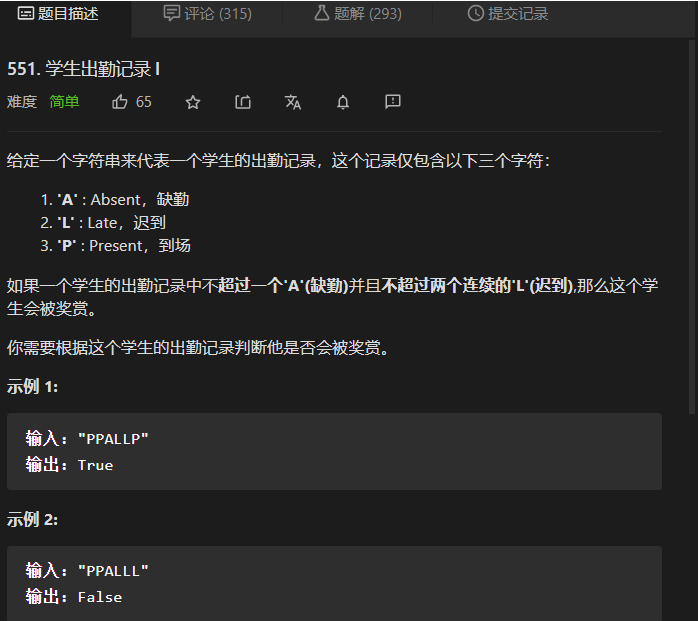 题目描述 评论 (315) 题解 (293) 提交记录
551. 学生出勤记录 I
难度 简单 65
给定一个字符串来代表一个学生的出勤记录，这个记录仅包含以下三个字符：
1. 'A' : Absent，缺勤
2. 'L' : Late，迟到
3. 'P' : Present，到场
如果一个学生的出勤记录中不超过一个'A'(缺勤)并且不超过两个连续的'L'(迟到),那么这个学
生会被奖赏。
你需要根据这个学生的出勤记录判断他是否会被奖赏。
示例 1:
输入: "PPALLP"
输出: True
示例 2:
输入: "PPALLL"
输出: False